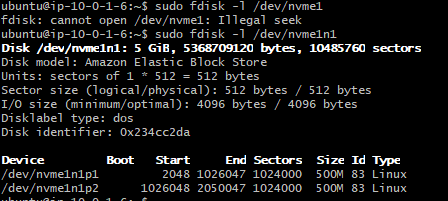 ubuntu@ip-10-0-1-6:~$ sudo fdisk -l /dev/nvme1
fdisk: cannot open /dev/nvme1: Illegal seek
ubuntu@ip-10-0-1-6:~$ sudo fdisk -l /dev/nvme1n1
Disk /dev/nvme1n1: 5 GiB, 5368709120 bytes, 10485760 sectors
Disk model: Amazon Elastic Block Store
Units: sectors of 1 * 512 = 512 bytes
Sector size (logical/physical): 512 bytes / 512 bytes
I/O size (minimum/optimal): 4096 bytes / 4096 bytes
Disklabel type: dos
Disk identifier: 0x234cc2da
Device Boot Start End Sectors Size Id Type
/dev/nvme1n1p1 2048 1026047 1024000 500M 83 Linux
/dev/nvme1n1p2 1026048 2050047 1024000 500M 83 Linux
ubuntu@ip-10-0-1-6:~$